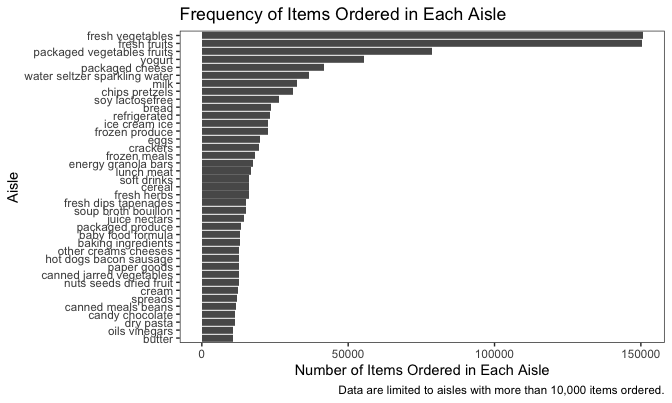 Frequency of Items Ordered in Each Aisle
fresh vegetables
fresh fruits
packaged vegetables fruits
yogurt
packaged cheese
water seltzer sparkling water
milk
chips pretzels
soy lactosefree
bread
refrigerated
ice cream ice
frozen produce
eggs
crackers
frozen meals
energy granola bars
lunch meat
soft drinks
cereal
fresh herbs
fresh dips tapenades
soup broth bouillon
juice nectars
packaged produce
baby food formula
baking ingredients
other creams cheeses
hot dogs bacon sausage
paper goods
canned jarred vegetables
nuts seeds dried fruit
cream
spreads
canned meals beans
candy chocolate
dry pasta
oils vinegars
butter
Aisle
0 50000 100000 150000
Number of Items Ordered in Each Aisle
Data are limited to aisles with more than 10,000 items ordered.